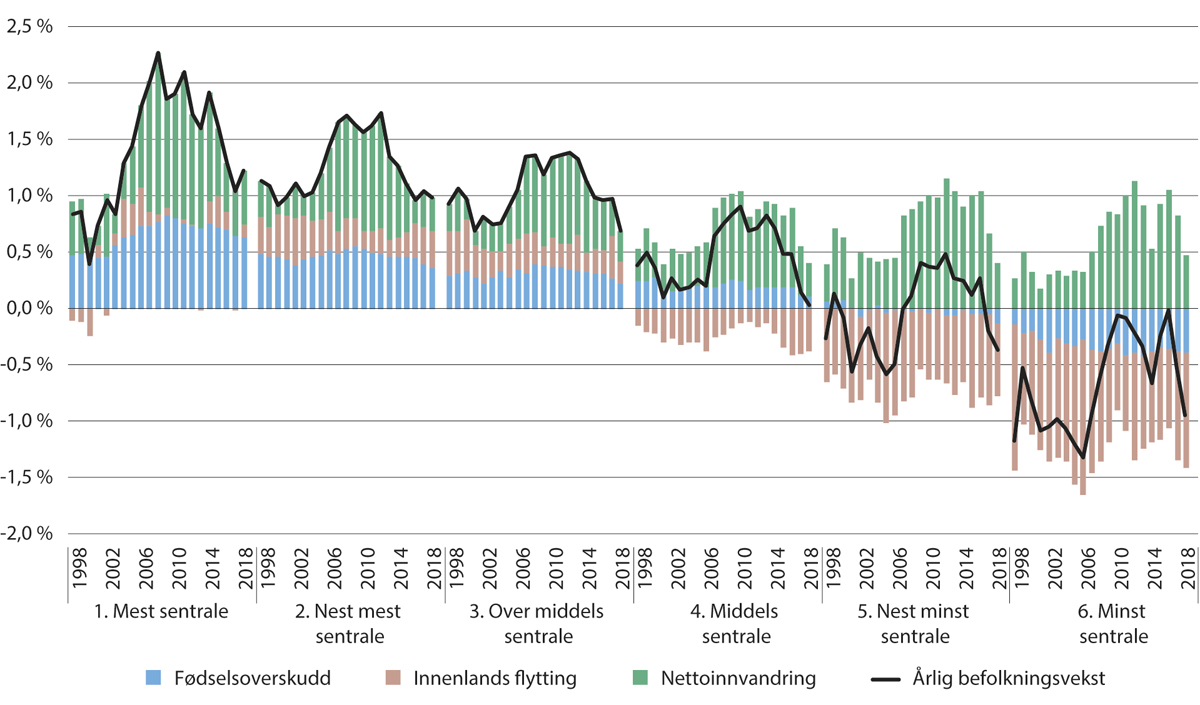 2,5 %
2,0 %
1,5 %
1,0 %
0,5 %
0,0 %
-0,5 %
-1,0 %
-1,5 %
-2,0 %
1998 2002 2006 2010 2014 2018 1998 2002 2006 2010 2014 2018 1998 2002 2006 2010 2014 2018 1998 2002 2006 2010 2014 2018 1998 2002 2006 2010 2014 2018 1998 2002 2006 2010 2014 2018
1. Mest sentrale
2. Nest mest
sentrale
3. Over middels
sentrale
4. Middels
sentrale
5. Nest minst
sentrale
6. Minst
sentrale
Fødselsoverskudd Innenlands flytting Nettoinnvandring Årlig befolkningsvekst